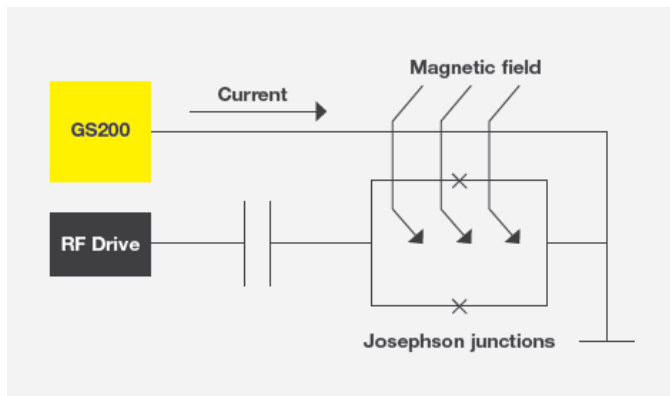 Magnetic field
Current
GS200
RF Drive
Josephson junctions